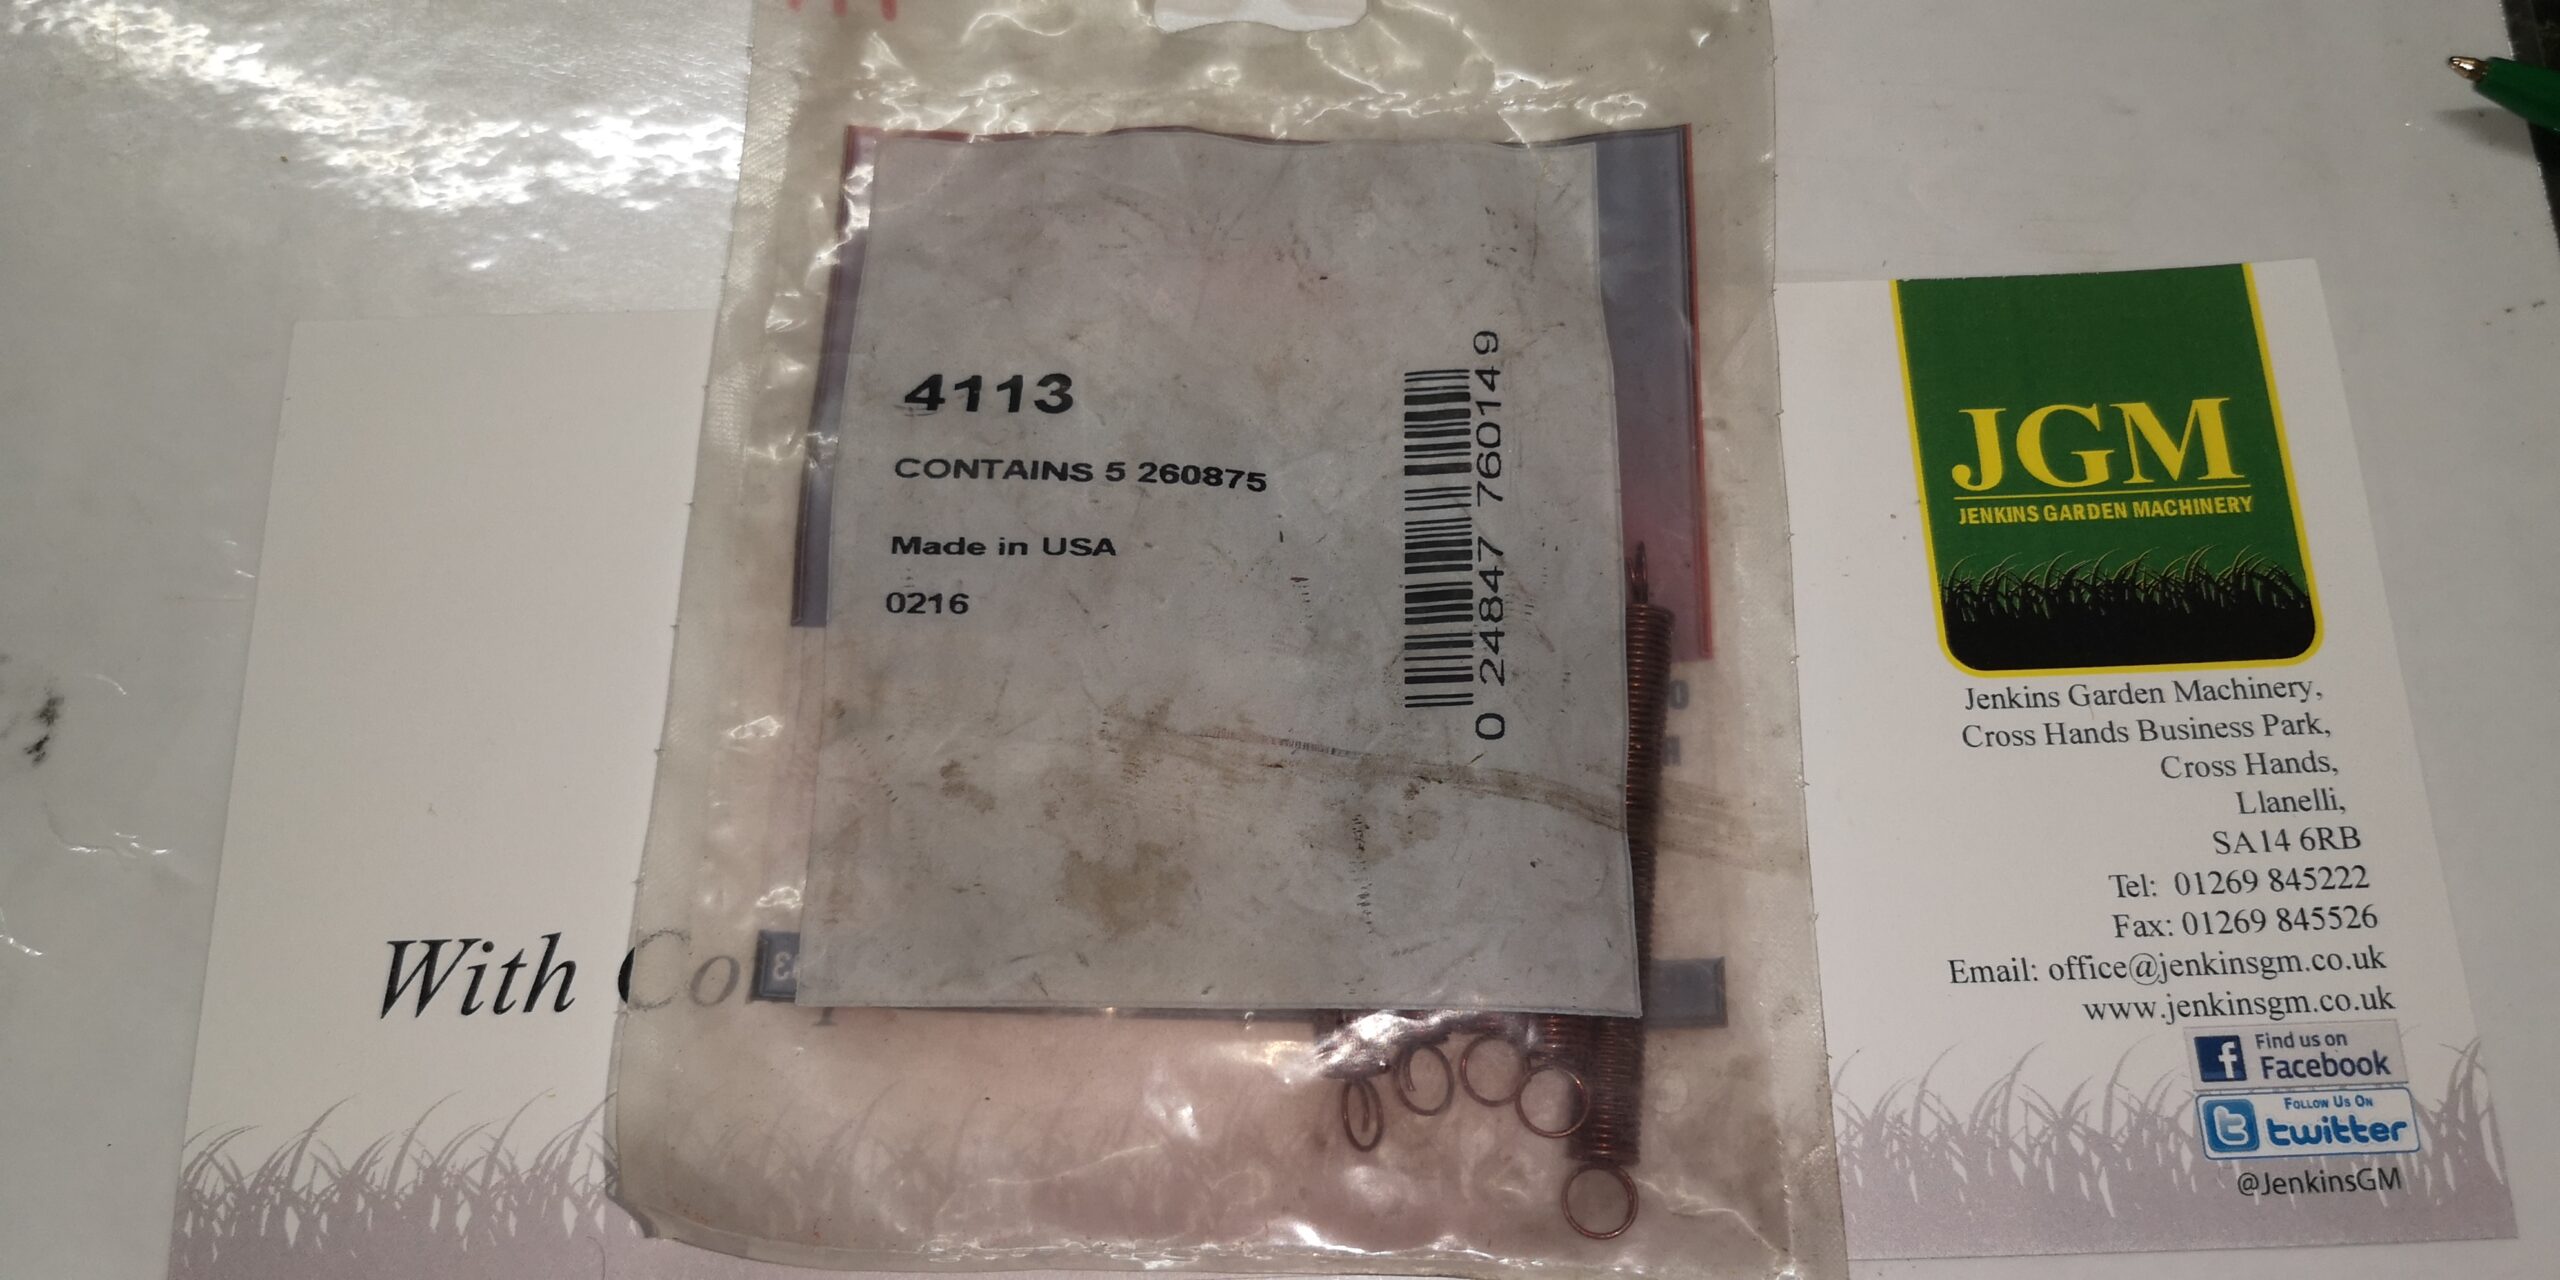 4113
CONTAINS 5 260875
Made in USA
0216
0 24847 76014 9
With Co
JGM
JENKINS GARDEN MACHINERY
Jenkins Garden Machinery,
Cross Hands Business Park,
Cross Hands,
Llanelli,
SA14 6RB
Tel: 01269 845222
Fax: 01269 845526
Email: office@jenkinsgm.co.uk
www.jenkinsgm.co.uk
Find us on
Facebook
FOLLOW US ON
twitter
@JenkinsGM